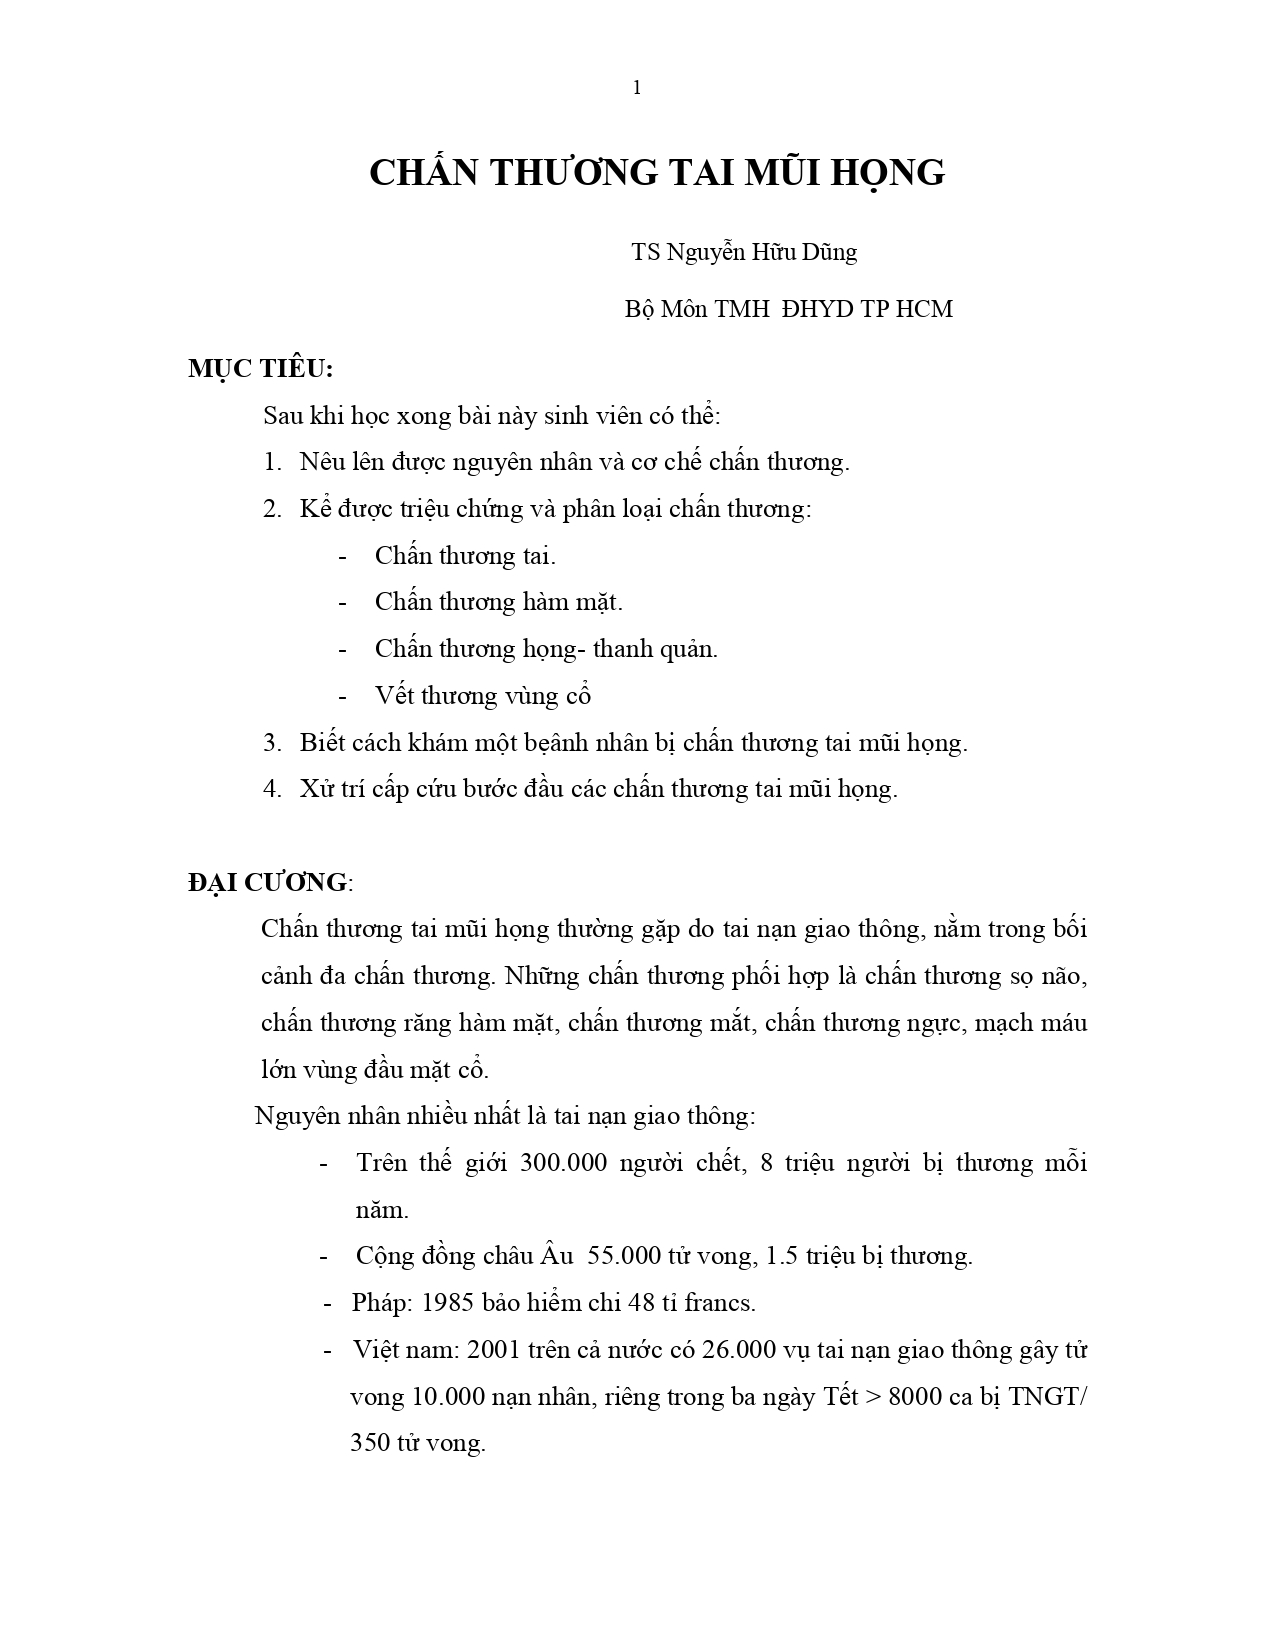 1
CHẤN THƯƠNG TAI MŨI HỌNG
TS Nguyễn Hữu Dũng
Bộ Môn TMH ĐHYD TP HCM
MỤC TIÊU:
Sau khi học xong bài này sinh viên có thể:
1. Nêu lên được nguyên nhân và cơ chế chấn thương.
2. Kể được triệu chứng và phân loại chấn thương:
- Chấn thương tai.
- Chấn thương hàm mặt.
- Chấn thương họng- thanh quản.
- Vết thương vùng cổ
3. Biết cách khám một bẹânh nhân bị chấn thương tai mũi họng.
4. Xử trí cấp cứu bước đầu các chấn thương tai mũi họng.
ĐẠI CƯƠNG:
Chấn thương tai mũi họng thường gặp do tai nạn giao thông, nằm trong bối
cảnh đa chấn thương. Những chấn thương phối hợp là chấn thương sọ não,
chấn thương răng hàm mặt, chấn thương mắt, chấn thương ngực, mạch máu
lớn vùng đầu mặt cổ.
Nguyên nhân nhiều nhất là tai nạn giao thông:
- Trên thế giới 300.000 người chết, 8 triệu người bị thương mỗi
năm.
- Cộng đồng châu Âu 55.000 tử vong, 1.5 triệu bị thương.
- Pháp: 1985 bảo hiểm chi 48 tỉ francs.
- Việt nam: 2001 trên cả nước có 26.000 vụ tai nạn giao thông gây tử
vong 10.000 nạn nhân, riêng trong ba ngày Tết > 8000 ca bị TNGT/
350 tử vong.